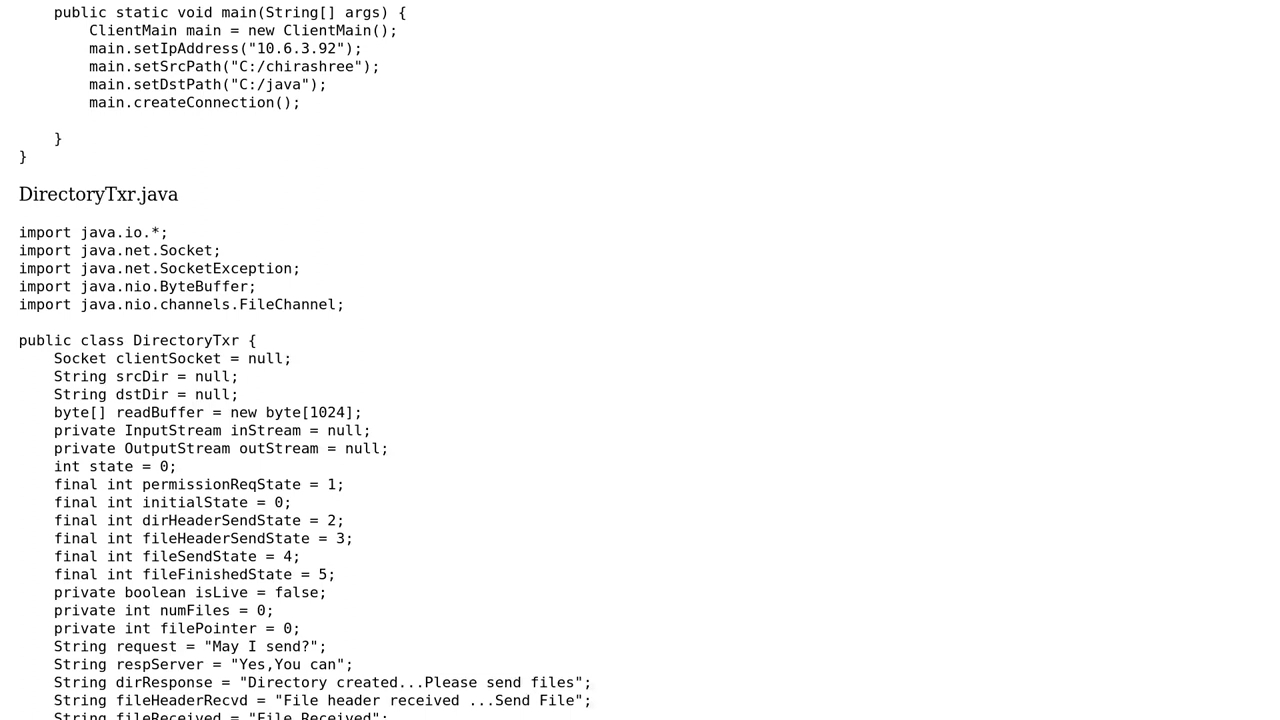 public static void main(String[] args) {
        ClientMain main = new ClientMain();
        main.setIpAddress("10.6.3.92");
        main.setSrcPath("C:/chirashree");
        main.setDstPath("C:/java");
        main.createConnection();

    }
}
DirectoryTxr.java
import java.io.*;
import java.net.Socket;
import java.net.SocketException;
import java.nio.ByteBuffer;
import java.nio.channels.FileChannel;

public class DirectoryTxr {
    Socket clientSocket = null;
    String srcDir = null;
    String dstDir = null;
    byte[] readBuffer = new byte[1024];
    private InputStream inStream = null;
    private OutputStream outStream = null;
    int state = 0;
    final int permissionReqState = 1;
    final int initialState = 0;
    final int dirHeaderSendState = 2;
    final int fileHeaderSendState = 3;
    final int fileSendState = 4;
    final int fileFinishedState = 5;
    private boolean isLive = false;
    private int numFiles = 0;
    private int filePointer = 0;
    String request = "May I send?";
    String respServer = "Yes,You can";
    String dirResponse = "Directory created...Please send files";
    String fileHeaderRecvd = "File header received ...Send File";
    String fileReceived = "File Received";